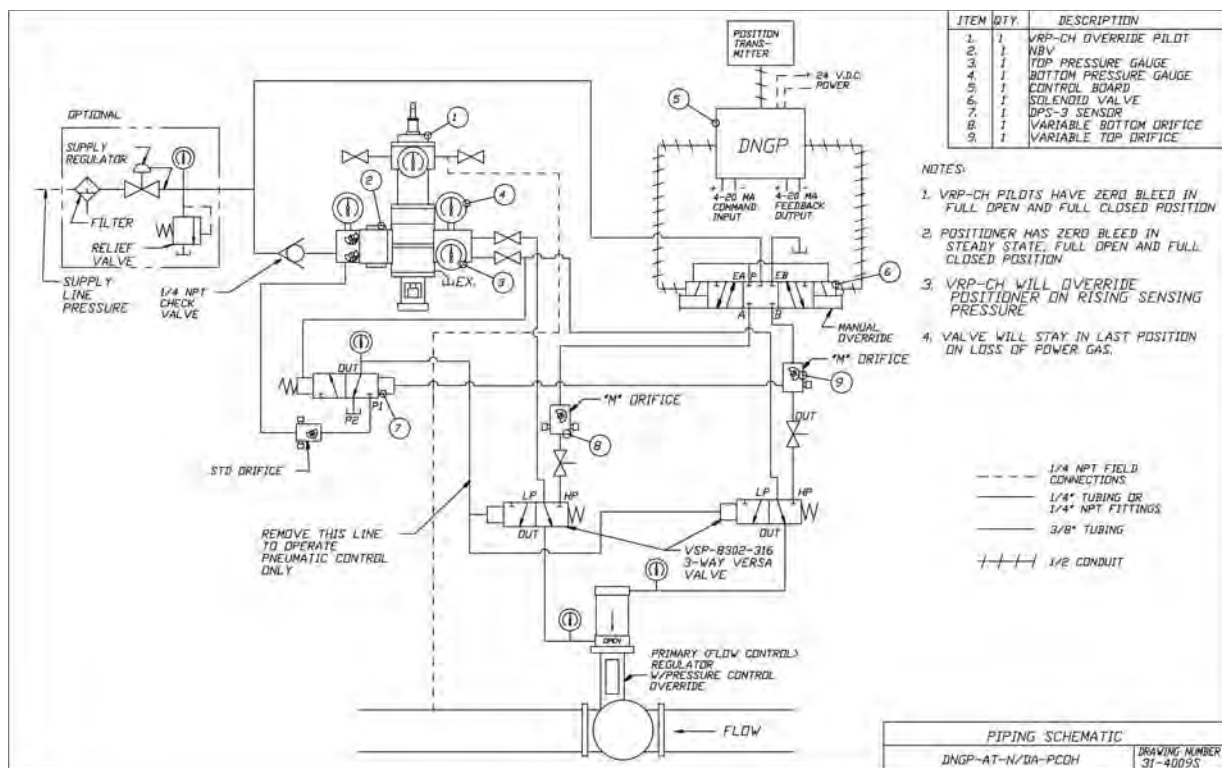 POSITION
TRANS-
MITTER
24 V.D.C.
POWER
5
DNGP
+ - + -
4-20 MA
COMMAND
INPUT
4-20 MA
FEEDBACK
OUTPUT
ITEM QTY. DESCRIPTION
1. 1 VRP-CH OVERRIDE PILOT
2. 1 NBV
3. 1 TOP PRESSURE GAUGE
4. 1 BOTTOM PRESSURE GAUGE
5. 1 CONTROL BOARD
6. 1 SOLENOID VALVE
7. 1 DPS-3 SENSOR
8. 1 VARIABLE BOTTOM ORIFICE
9. 1 VARIABLE TOP ORIFICE
NOTES:
1. VRP-CH PILOTS HAVE ZERO BLEED IN
FULL OPEN AND FULL CLOSED POSITION
2. POSITIONER HAS ZERO BLEED IN
STEADY STATE, FULL OPEN AND FULL
CLOSED POSITION
3. VRP-CH WILL OVERRIDE
POSITIONER ON RISING SENSING
PRESSURE
4. VALVE WILL STAY IN LAST POSITION
ON LOSS OF POWER GAS.
OPTIONAL
SUPPLY
REGULATOR
FILTER
RELIEF
VALVE
SUPPLY
LINE
PRESSURE
1/4 NPT
CHECK
VALVE
1
2
4
3
EX.
EA P EB
6
A B
MANUAL
OVERRIDE
OUT
P2 P1
7
STD ORIFICE
"M" ORIFICE
8
"M" ORIFICE
9
OUT
LP HP
OUT
LP HP
OUT
REMOVE THIS LINE
TO OPERATE
PNEUMATIC CONTROL
ONLY
VSP-8302-316
3-WAY VERSA
VALVE
OPEN
PRIMARY (FLOW CONTROL)
REGULATOR
W/PRESSURE CONTROL
OVERRIDE
FLOW
1/4 NPT FIELD
CONNECTIONS
1/4" TUBING OR
1/4" NPT FITTINGS
3/8" TUBING
1/2 CONDUIT
PIPING SCHEMATIC
DNGP-AT-N/DA-PCOH
DRAWING NUMBER
31-4009S